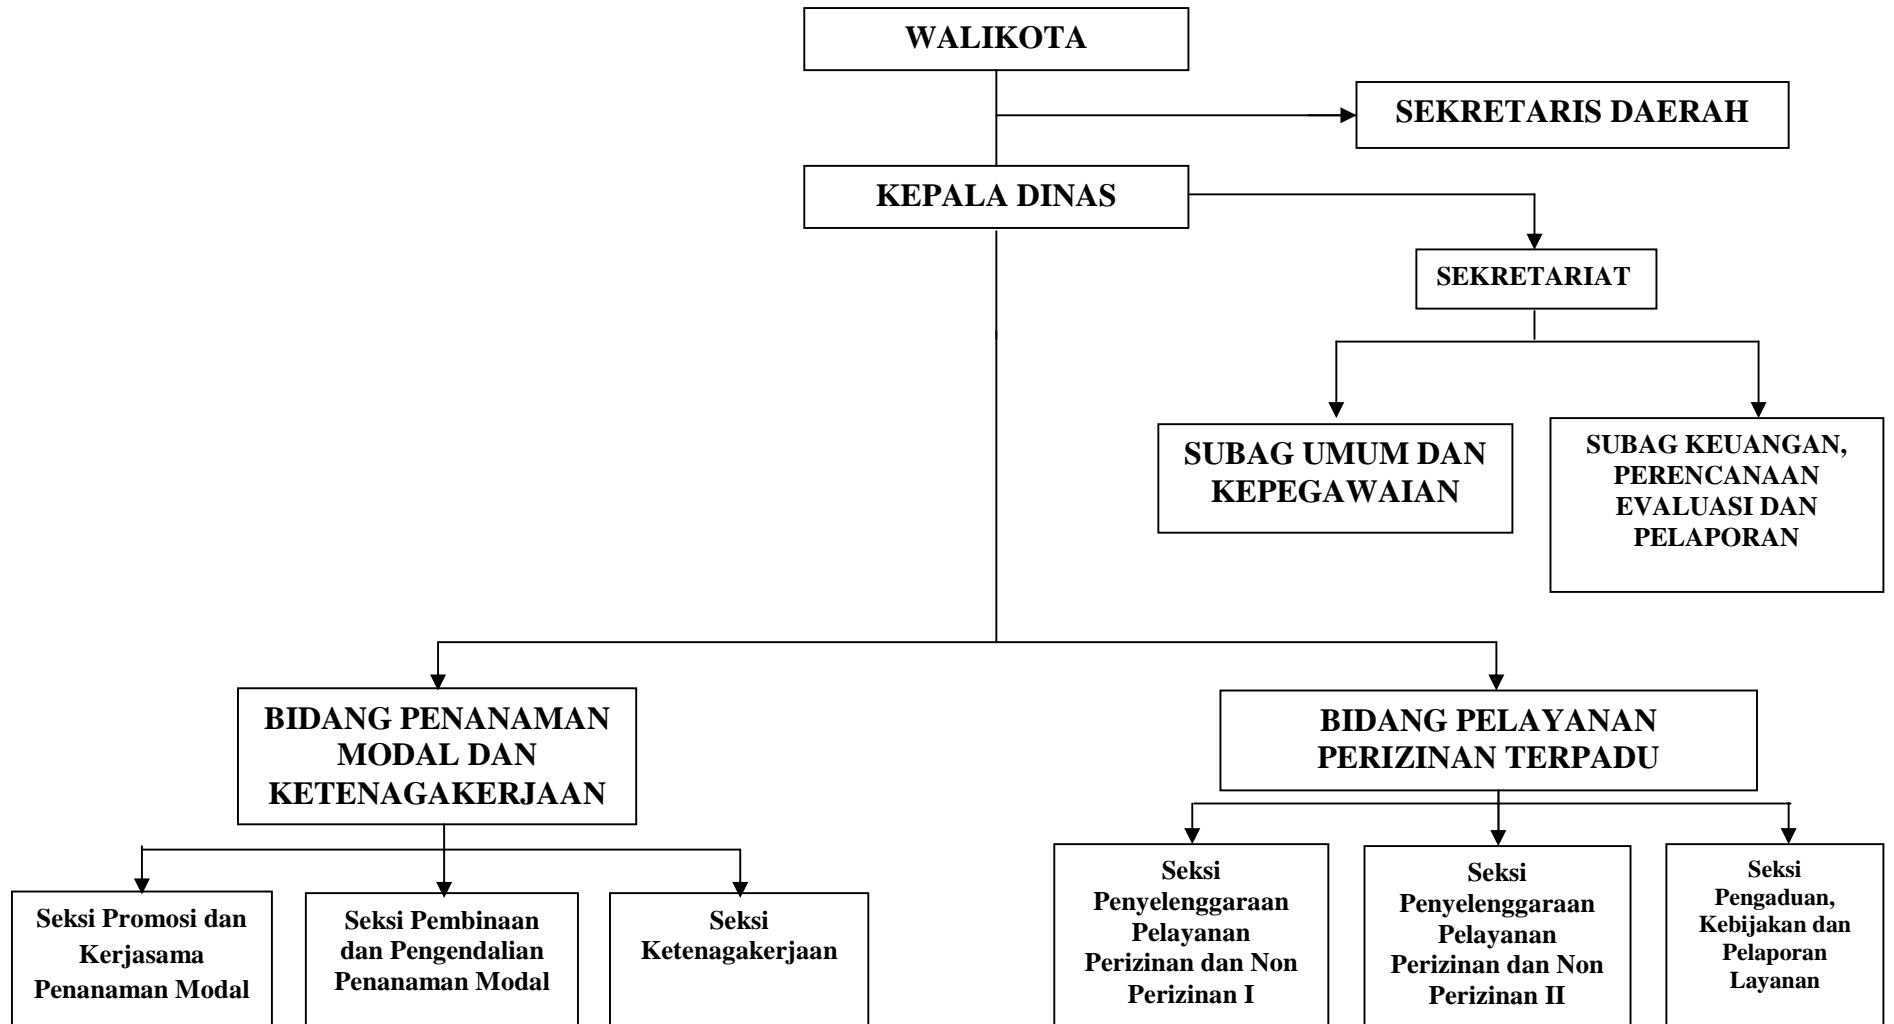 WALIKOTA
SEKRETARIS DAERAH
KEPALA DINAS
SEKRETARIAT
SUBAG UMUM DAN
KEPEGAWAIAN
SUBAG KEUANGAN,
PERENCANAAN
EVALUASI DAN
PELAPORAN
BIDANG PENANAMAN
MODAL DAN
KETENAGAKERJAAN
BIDANG PELAYANAN
PERIZINAN TERPADU
Seksi Promosi dan
Kerjasama
Penanaman Modal
Seksi Pembinaan
dan Pengendalian
Penanaman Modal
Seksi
Ketenagakerjaan
Seksi
Penyelenggaraan
Pelayanan
Perizinan dan Non
Perizinan I
Seksi
Penyelenggaraan
Pelayanan
Perizinan dan Non
Perizinan II
Seksi
Pengaduan,
Kebijakan dan
Pelaporan
Layanan